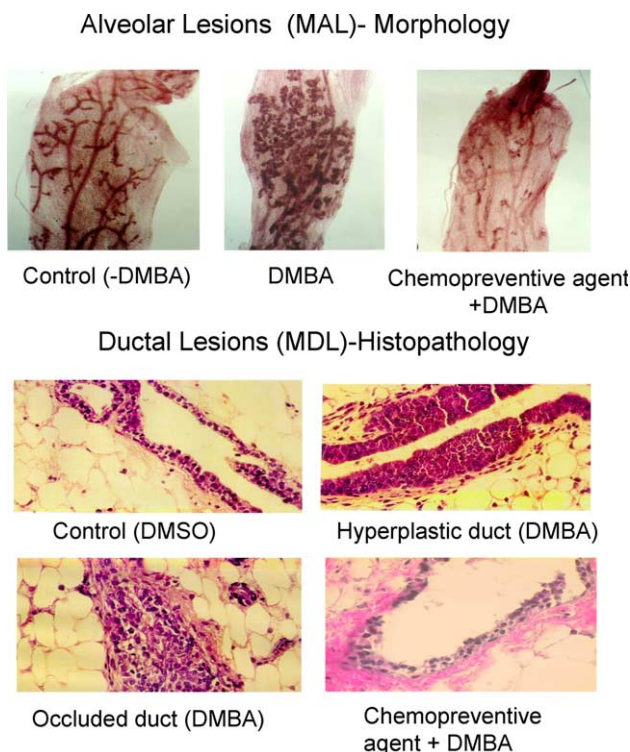 Alveolar Lesions (MAL)- Morphology
Control (-DMBA)
DMBA
Chemopreventive agent
+DMBA
Ductal Lesions (MDL)-Histopathology
Control (DMSO)
Hyperplastic duct (DMBA)
Occluded duct (DMBA)
Chemopreventive
agent + DMBA